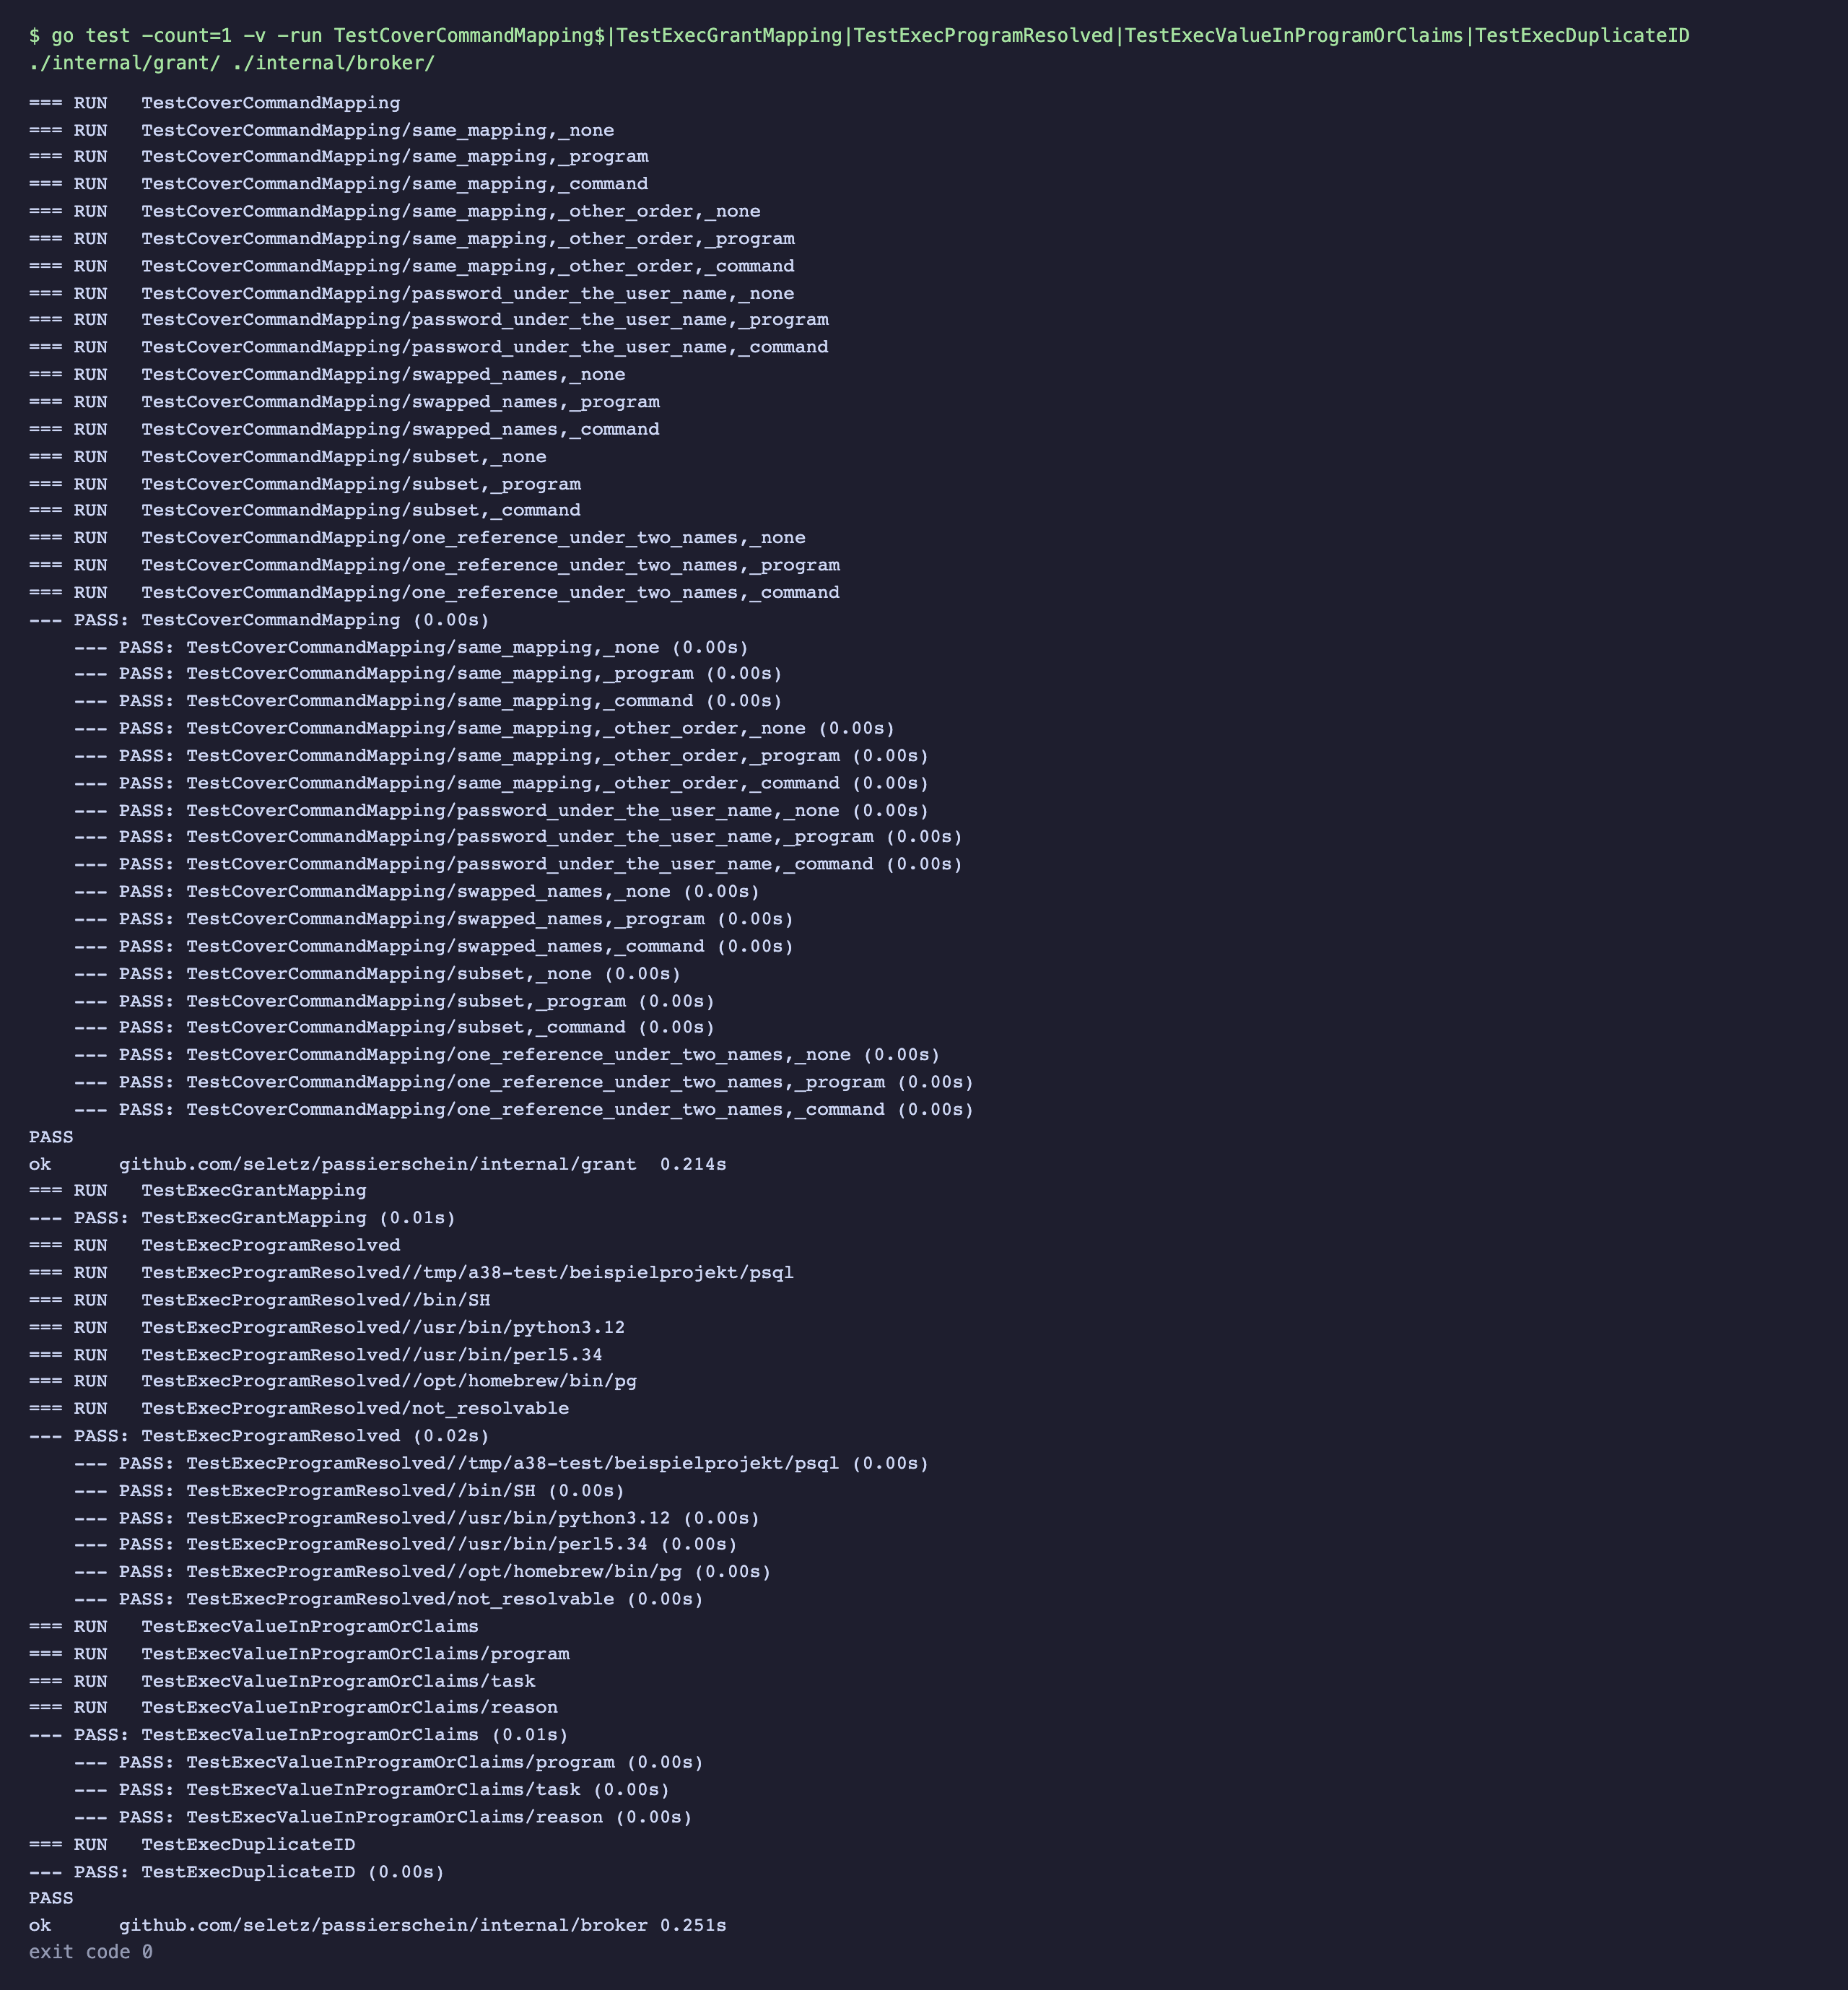 $ go test -count=1 -v -run TestCoverCommandMapping$|TestExecGrantMapping|TestExecProgramResolved|TestExecValueInProgramOrClaims|TestExecDuplicateID
./internal/grant/ ./internal/broker/
=== RUN   TestCoverCommandMapping
=== RUN   TestCoverCommandMapping/same_mapping,_none
=== RUN   TestCoverCommandMapping/same_mapping,_program
=== RUN   TestCoverCommandMapping/same_mapping,_command
=== RUN   TestCoverCommandMapping/same_mapping,_other_order,_none
=== RUN   TestCoverCommandMapping/same_mapping,_other_order,_program
=== RUN   TestCoverCommandMapping/same_mapping,_other_order,_command
=== RUN   TestCoverCommandMapping/password_under_the_user_name,_none
=== RUN   TestCoverCommandMapping/password_under_the_user_name,_program
=== RUN   TestCoverCommandMapping/password_under_the_user_name,_command
=== RUN   TestCoverCommandMapping/swapped_names,_none
=== RUN   TestCoverCommandMapping/swapped_names,_program
=== RUN   TestCoverCommandMapping/swapped_names,_command
=== RUN   TestCoverCommandMapping/subset,_none
=== RUN   TestCoverCommandMapping/subset,_program
=== RUN   TestCoverCommandMapping/subset,_command
=== RUN   TestCoverCommandMapping/one_reference_under_two_names,_none
=== RUN   TestCoverCommandMapping/one_reference_under_two_names,_program
=== RUN   TestCoverCommandMapping/one_reference_under_two_names,_command
--- PASS: TestCoverCommandMapping (0.00s)
    --- PASS: TestCoverCommandMapping/same_mapping,_none (0.00s)
    --- PASS: TestCoverCommandMapping/same_mapping,_program (0.00s)
    --- PASS: TestCoverCommandMapping/same_mapping,_command (0.00s)
    --- PASS: TestCoverCommandMapping/same_mapping,_other_order,_none (0.00s)
    --- PASS: TestCoverCommandMapping/same_mapping,_other_order,_program (0.00s)
    --- PASS: TestCoverCommandMapping/same_mapping,_other_order,_command (0.00s)
    --- PASS: TestCoverCommandMapping/password_under_the_user_name,_none (0.00s)
    --- PASS: TestCoverCommandMapping/password_under_the_user_name,_program (0.00s)
    --- PASS: TestCoverCommandMapping/password_under_the_user_name,_command (0.00s)
    --- PASS: TestCoverCommandMapping/swapped_names,_none (0.00s)
    --- PASS: TestCoverCommandMapping/swapped_names,_program (0.00s)
    --- PASS: TestCoverCommandMapping/swapped_names,_command (0.00s)
    --- PASS: TestCoverCommandMapping/subset,_none (0.00s)
    --- PASS: TestCoverCommandMapping/subset,_program (0.00s)
    --- PASS: TestCoverCommandMapping/subset,_command (0.00s)
    --- PASS: TestCoverCommandMapping/one_reference_under_two_names,_none (0.00s)
    --- PASS: TestCoverCommandMapping/one_reference_under_two_names,_program (0.00s)
    --- PASS: TestCoverCommandMapping/one_reference_under_two_names,_command (0.00s)
PASS
ok      github.com/seletz/passierschein/internal/grant  0.214s
=== RUN   TestExecGrantMapping
--- PASS: TestExecGrantMapping (0.01s)
=== RUN   TestExecProgramResolved
=== RUN   TestExecProgramResolved//tmp/a38-test/beispielprojekt/psql
=== RUN   TestExecProgramResolved//bin/SH
=== RUN   TestExecProgramResolved//usr/bin/python3.12
=== RUN   TestExecProgramResolved//usr/bin/perl5.34
=== RUN   TestExecProgramResolved//opt/homebrew/bin/pg
=== RUN   TestExecProgramResolved/not_resolvable
--- PASS: TestExecProgramResolved (0.02s)
    --- PASS: TestExecProgramResolved//tmp/a38-test/beispielprojekt/psql (0.00s)
    --- PASS: TestExecProgramResolved//bin/SH (0.00s)
    --- PASS: TestExecProgramResolved//usr/bin/python3.12 (0.00s)
    --- PASS: TestExecProgramResolved//usr/bin/perl5.34 (0.00s)
    --- PASS: TestExecProgramResolved//opt/homebrew/bin/pg (0.00s)
    --- PASS: TestExecProgramResolved/not_resolvable (0.00s)
=== RUN   TestExecValueInProgramOrClaims
=== RUN   TestExecValueInProgramOrClaims/program
=== RUN   TestExecValueInProgramOrClaims/task
=== RUN   TestExecValueInProgramOrClaims/reason
--- PASS: TestExecValueInProgramOrClaims (0.01s)
    --- PASS: TestExecValueInProgramOrClaims/program (0.00s)
    --- PASS: TestExecValueInProgramOrClaims/task (0.00s)
    --- PASS: TestExecValueInProgramOrClaims/reason (0.00s)
=== RUN   TestExecDuplicateID
--- PASS: TestExecDuplicateID (0.00s)
PASS
ok      github.com/seletz/passierschein/internal/broker 0.251s
exit code 0